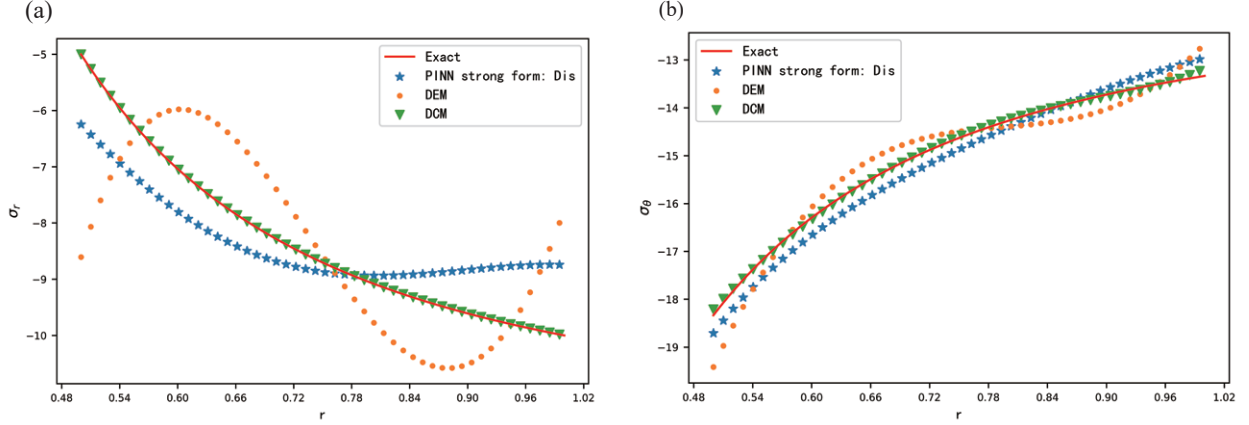 (a)
-5
-6
-7
-8
-9
-10
σr
0.48 0.54 0.60 0.66 0.72 0.78 0.84 0.90 0.96 1.02
r
Exact
PINN strong form: Dis
DEM
DCM
(b)
-13
-14
-15
-16
-17
-18
-19
σθ
0.48 0.54 0.60 0.66 0.72 0.78 0.84 0.90 0.96 1.02
r
Exact
PINN strong form: Dis
DEM
DCM